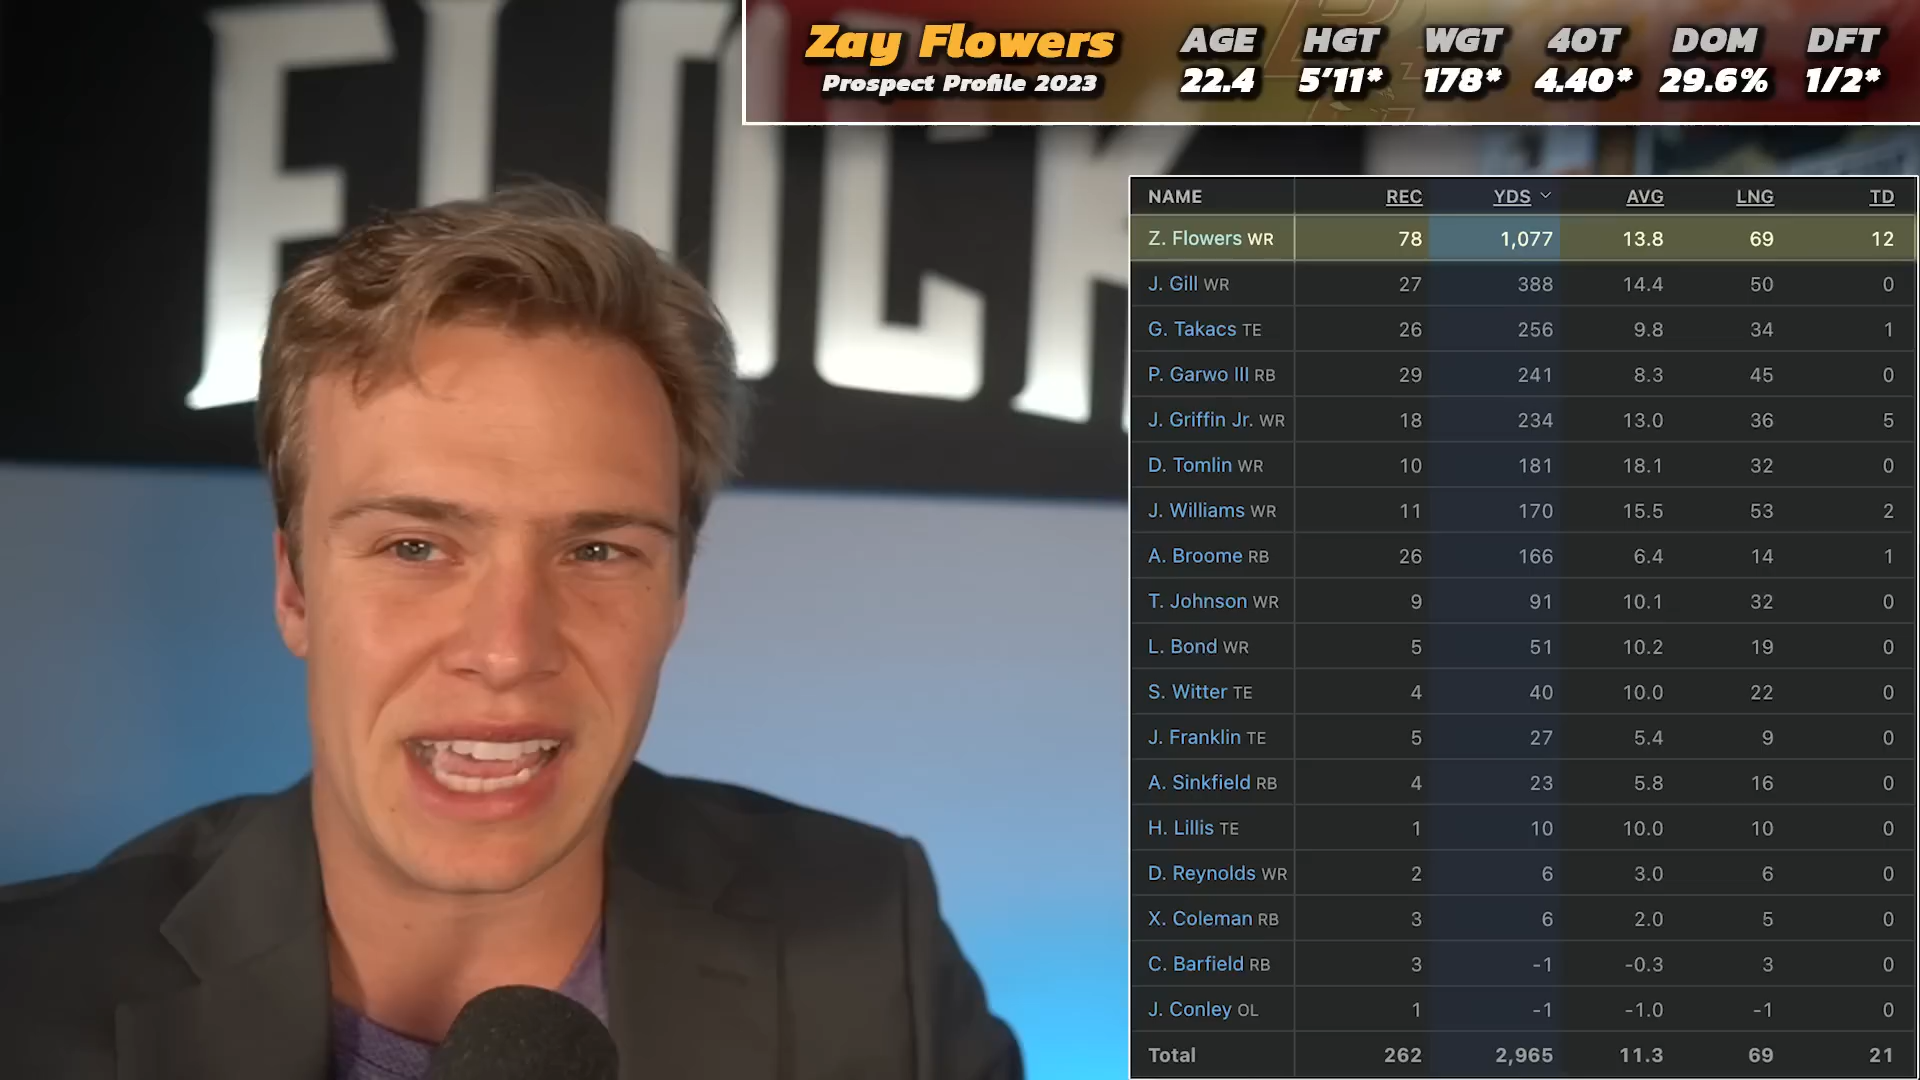 FLOCK
Zay Flowers
Prospect Profile 2023
AGE HGT WGT 40T DOM DFT
22.4 5'11* 178* 4.40* 29.6% 1/2*
NAME REC YDS AVG LNG TD
Z. Flowers WR 78 1,077 13.8 69 12
J. Gill WR 27 388 14.4 50 0
G. Takacs TE 26 256 9.8 34 1
P. Garwo III RB 29 241 8.3 45 0
J. Griffin Jr. WR 18 234 13.0 36 5
D. Tomlin WR 10 181 18.1 32 0
J. Williams WR 11 170 15.5 53 2
A. Broome RB 26 166 6.4 14 1
T. Johnson WR 9 91 10.1 32 0
L. Bond WR 5 51 10.2 19 0
S. Witter TE 4 40 10.0 22 0
J. Franklin TE 5 27 5.4 9 0
A. Sinkfield RB 4 23 5.8 16 0
H. Lillis TE 1 10 10.0 10 0
D. Reynolds WR 2 6 3.0 6 0
X. Coleman RB 3 6 2.0 5 0
C. Barfield RB 3 -1 -0.3 3 0
J. Conley OL 1 -1 -1.0 -1 0
Total 262 2,965 11.3 69 21